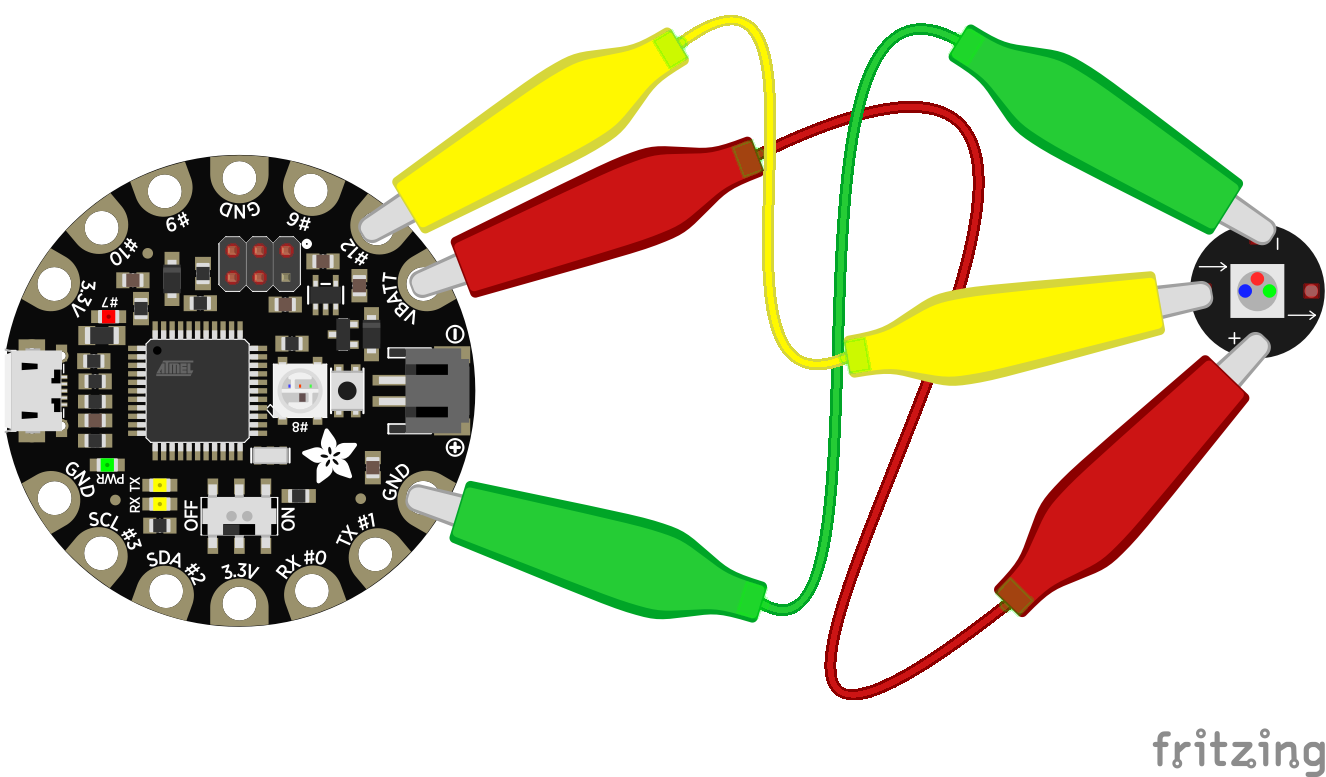 #9
GND
#6
#10
#12
3.3V
VBATT
#7
ATMEL
#8
GND
PWR
TX
RX
OFF
ON
GND
SCL #3
SDA #2
3.3V
RX #0
TX #1
−
+
fritzing